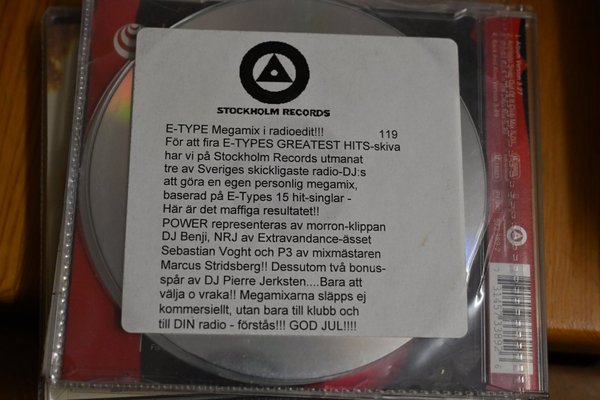 STOCKHOLM RECORDS
E-TYPE Megamix i radioedit!!! 119
För att fira E-TYPES GREATEST HITS-skiva
har vi på Stockholm Records utmanat
tre av Sveriges skickligaste radio-DJ:s
att göra en egen personlig megamix,
baserad på E-Types 15 hit-singlar -
Här är det maffiga resultatet!!
POWER representeras av morron-klippan
DJ Benji, NRJ av Extravandance-ässet
Sebastian Voght och P3 av mixmästaren
Marcus Stridsberg!! Dessutom två bonus-
spår av DJ Pierre Jerksten....Bara att
välja o vraka!! Megamixarna släpps ej
kommersiellt, utan bara till klubb och
till DIN radio - förstås!!! GOD JUL!!!!